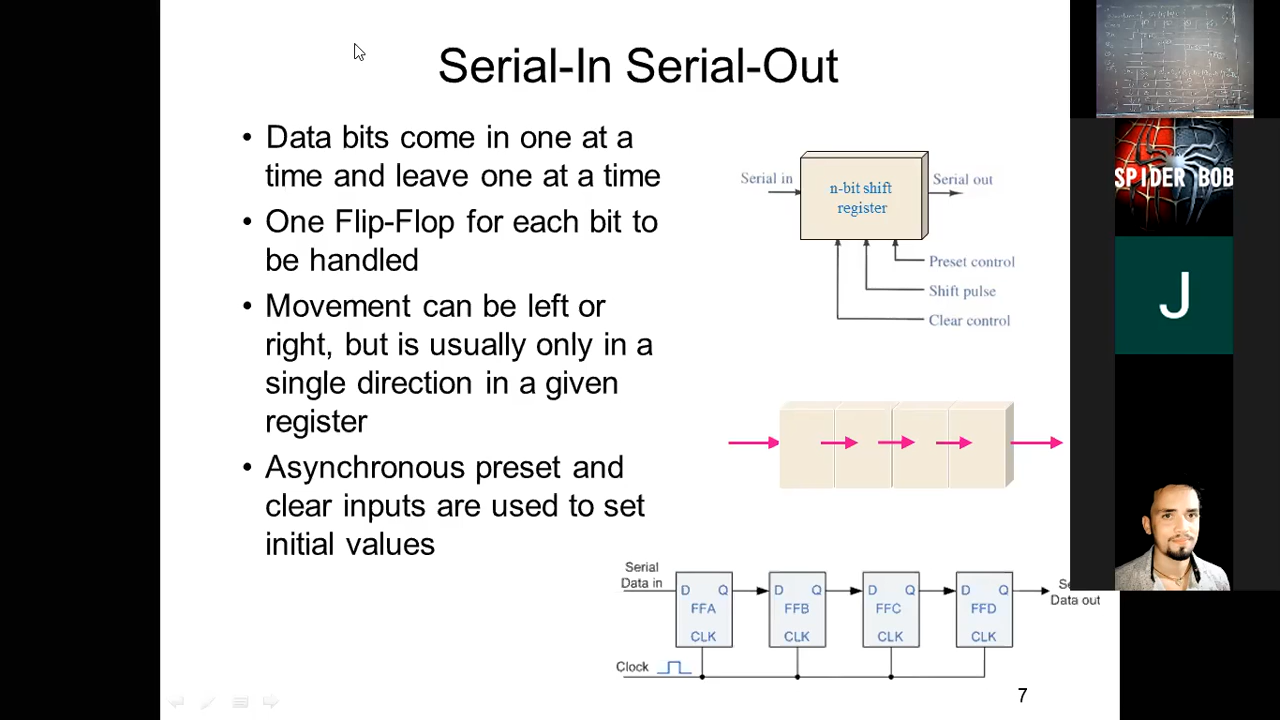 Serial-In Serial-Out
• Data bits come in one at a
time and leave one at a time
• One Flip-Flop for each bit to
be handled
• Movement can be left or
right, but is usually only in a
single direction in a given
register
• Asynchronous preset and
clear inputs are used to set
initial values
Serial in
n-bit shift
register
Serial out
Preset control
Shift pulse
Clear control
Serial
Data in
D Q
FFA
CLK
D Q
FFB
CLK
D Q
FFC
CLK
D Q
FFD
CLK
Data out
Clock
7
SPIDER BOB
J